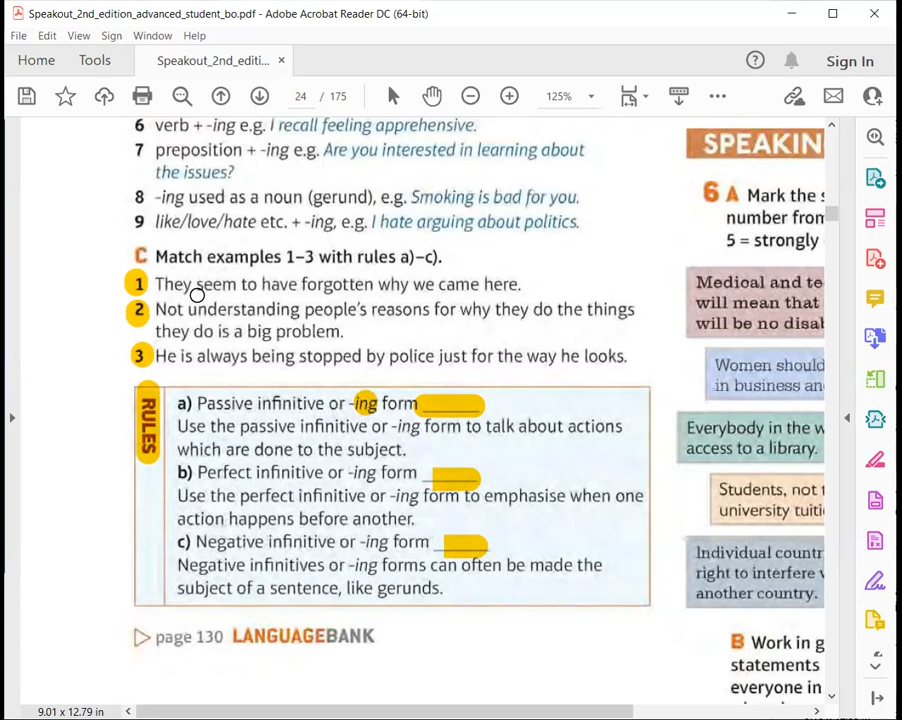 Speakout_2nd_edition_advanced_student_bo.pdf - Adobe Acrobat Reader DC (64-bit)
File Edit View Sign Window Help
Home Tools Speakout_2nd_editi... × Sign In
24 / 175 125%
6 verb + -ing e.g. I recall feeling apprehensive.
7 preposition + -ing e.g. Are you interested in learning about
the issues?
8 -ing used as a noun (gerund), e.g. Smoking is bad for you.
9 like/love/hate etc. + -ing, e.g. I hate arguing about politics.
C Match examples 1–3 with rules a)–c).
1 They seem to have forgotten why we came here.
2 Not understanding people's reasons for why they do the things
they do is a big problem.
3 He is always being stopped by police just for the way he looks.
RULES
a) Passive infinitive or -ing form ______
Use the passive infinitive or -ing form to talk about actions
which are done to the subject.
b) Perfect infinitive or -ing form ______
Use the perfect infinitive or -ing form to emphasise when one
action happens before another.
c) Negative infinitive or -ing form ______
Negative infinitives or -ing forms can often be made the
subject of a sentence, like gerunds.
page 130 LANGUAGEBANK
SPEAKIN
6 A Mark the s
number from
5 = strongly
Medical and te
will mean that
will be no disab
Women should
in business an
Everybody in the w
access to a library.
Students, not t
university tuiti
Individual countr
right to interfere
another country.
B Work in g
statements
everyone in
9.01 x 12.79 in